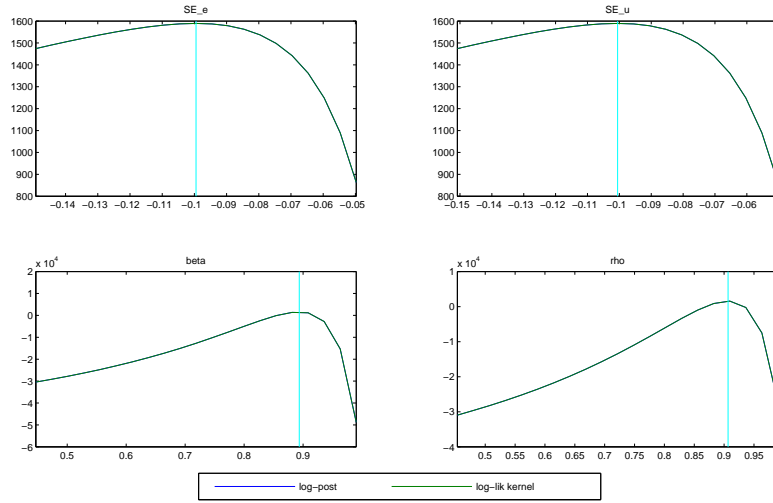 SE_e
SE_u
1600
1500
1400
1300
1200
1100
1000
900
800
−0.14 −0.13 −0.12 −0.11 −0.1 −0.09 −0.08 −0.07 −0.06 −0.05
1600
1500
1400
1300
1200
1100
1000
900
800
−0.15 −0.14 −0.13 −0.12 −0.11 −0.1 −0.09 −0.08 −0.07 −0.06
x 10^4
beta
2
1
0
−1
−2
−3
−4
−5
−6
0.5 0.6 0.7 0.8 0.9
x 10^4
rho
1
0
−1
−2
−3
−4
0.5 0.55 0.6 0.65 0.7 0.75 0.8 0.85 0.9 0.95
log−post
log−lik kernel